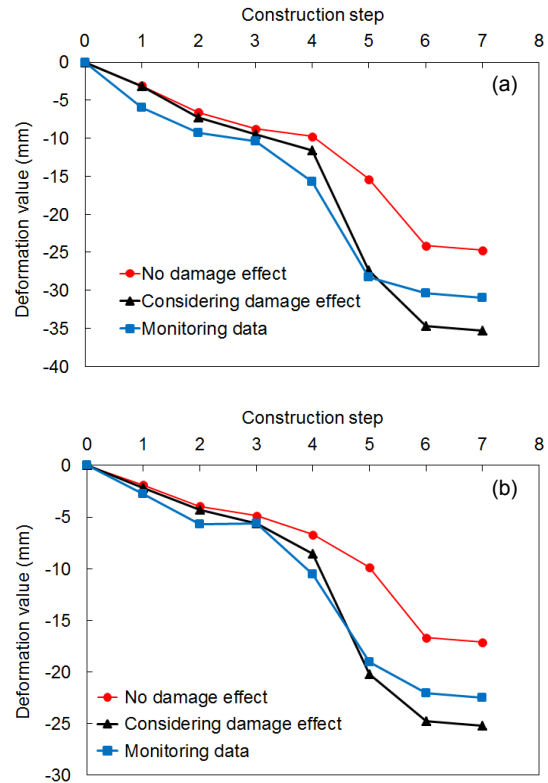 Construction step
0 1 2 3 4 5 6 7 8
0
-5
-10
-15
-20
-25
-30
-35
-40
Deformation value (mm)
(a)
No damage effect
Considering damage effect
Monitoring data
Construction step
0 1 2 3 4 5 6 7 8
0
-5
-10
-15
-20
-25
-30
Deformation value (mm)
(b)
No damage effect
Considering damage effect
Monitoring data